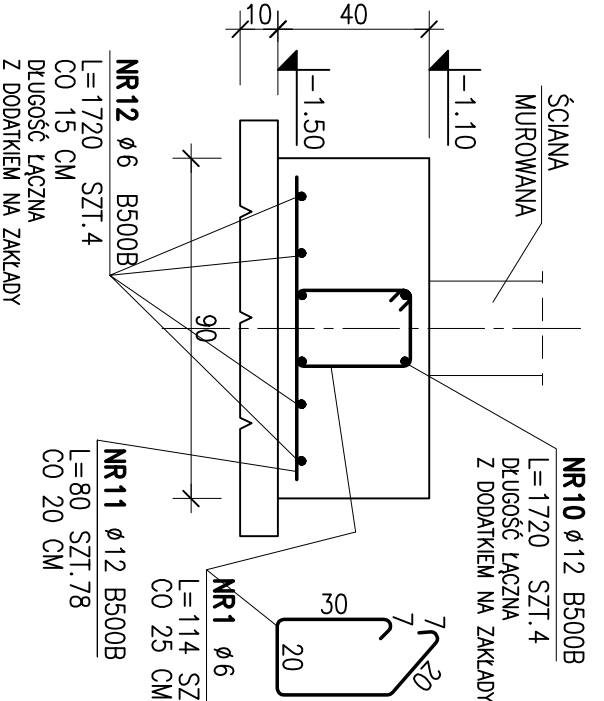 10
40
-1.50
-1.10
ŚCIANA
MUROWANA
NR12 ø6 B500B
L=1720 SZT.4
CO 15 CM
DŁUGOŚĆ ŁĄCZNA
Z DODATKIEM NA ZAKŁADY
90
NR10 ø12 B500B
L=1720 SZT.4
DŁUGOŚĆ ŁĄCZNA
Z DODATKIEM NA ZAKŁADY
NR11 ø12 B500B
L=80 SZT.78
CO 20 CM
NR1 ø6
L=114 SZ
CO 25 CM
30
7
7
20
20